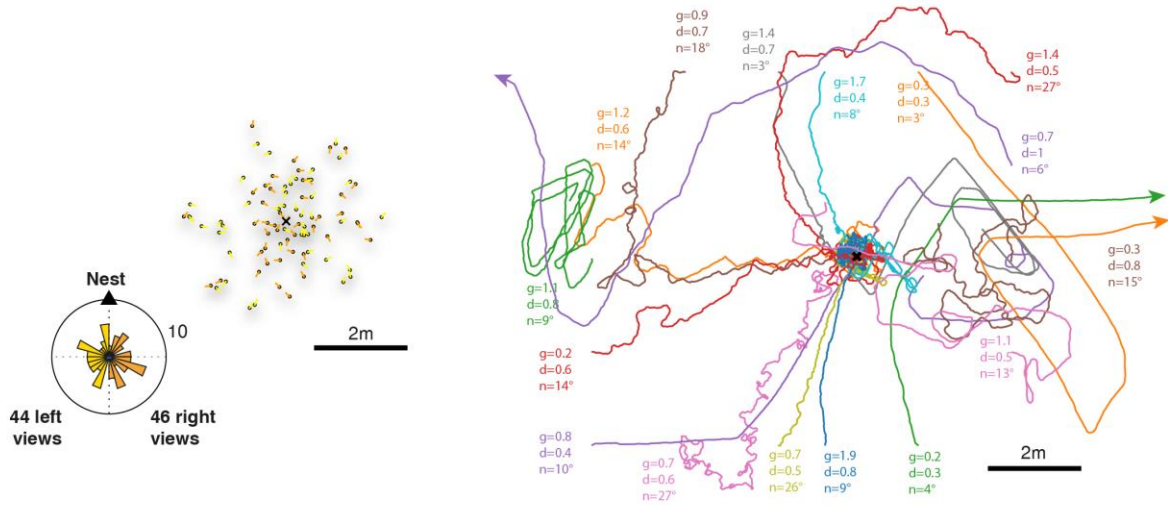 Nest
10
44 left
views
46 right
views
2m
g=0.9
d=0.7
n=18°
g=1.4
d=0.7
n=3°
g=1.4
d=0.5
n=27°
g=1.7
d=0.4
n=8°
g=0.3
d=0.3
n=3°
g=1.2
d=0.6
n=14°
g=0.7
d=1
n=6°
g=1.1
d=0.8
n=9°
g=0.3
d=0.8
n=15°
g=0.2
d=0.6
n=14°
g=1.1
d=0.5
n=13°
g=0.8
d=0.4
n=10°
g=0.7
d=0.6
n=27°
g=0.7
d=0.5
n=26°
g=1.9
d=0.8
n=9°
g=0.2
d=0.3
n=4°
2m